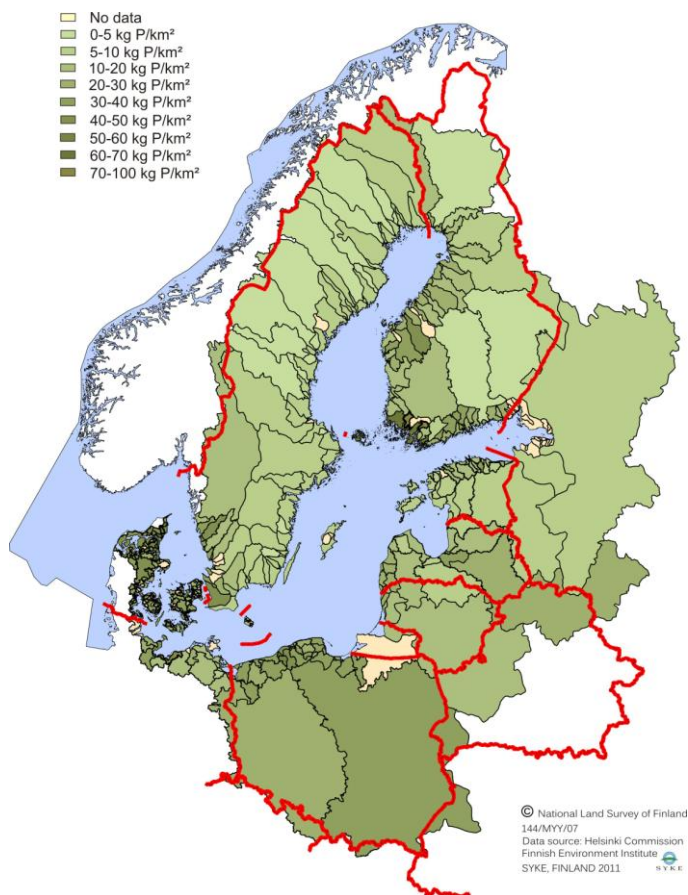 No data
0-5 kg P/km²
5-10 kg P/km²
10-20 kg P/km²
20-30 kg P/km²
30-40 kg P/km²
40-50 kg P/km²
50-60 kg P/km²
60-70 kg P/km²
70-100 kg P/km²
© National Land Survey of Finland
144/MYY/07
Data source: Helsinki Commission
Finnish Environment Institute
SYKE, FINLAND 2011
SYKE